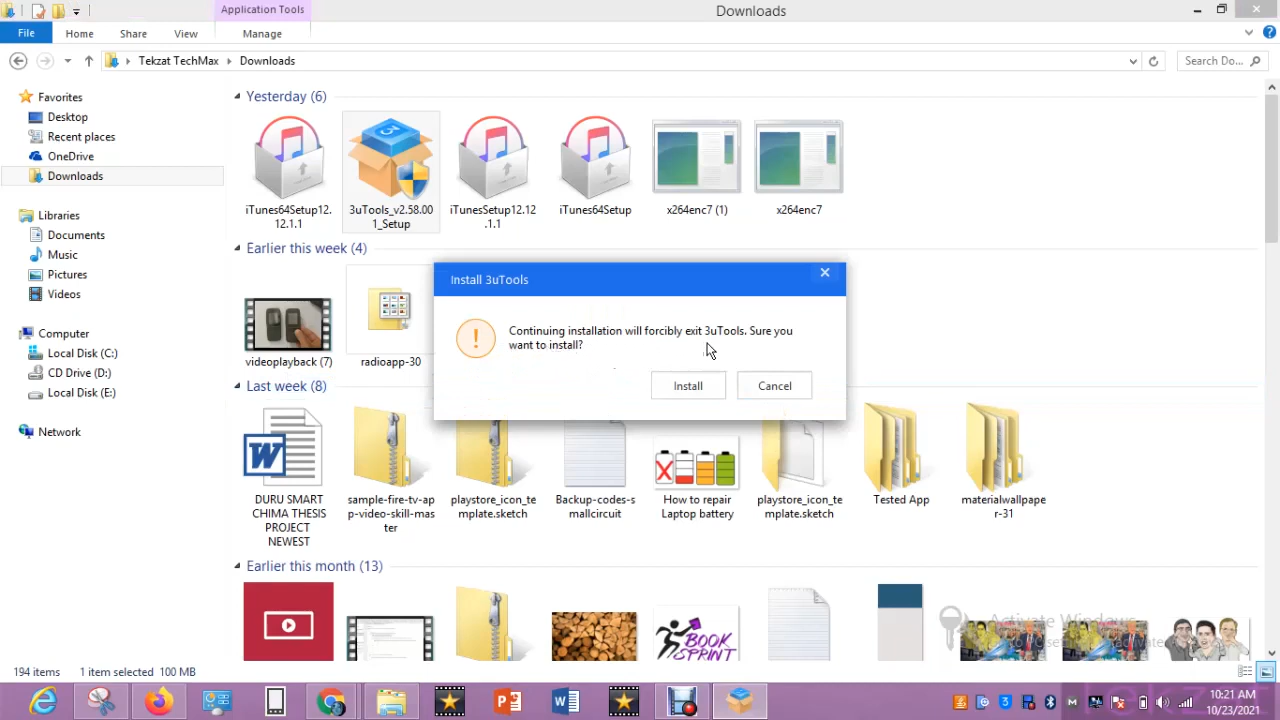 Application Tools
Downloads
File
Home
Share
View
Manage
Tekzat TechMax
Downloads
Search Do...
Favorites
Desktop
Recent places
OneDrive
Downloads
Libraries
Documents
Music
Pictures
Videos
Computer
Local Disk (C:)
CD Drive (D:)
Local Disk (E:)
Network
Yesterday (6)
iTunes64Setup12.
12.1.1
3uTools_v2.58.00
1_Setup
iTunesSetup12.12
.1.1
iTunes64Setup
x264enc7 (1)
x264enc7
Earlier this week (4)
videoplayback (7)
radioapp-30
Install 3uTools
Continuing installation will forcibly exit 3uTools. Sure you
want to install?
Install
Cancel
Last week (8)
DURU SMART
CHIMA THESIS
PROJECT
NEWEST
sample-fire-tv-ap
p-video-skill-mas
ter
playstore_icon_te
mplate.sketch
Backup-codes-s
mallcircuit
How to repair
Laptop battery
playstore_icon_te
mplate.sketch
Tested App
materialwallpape
r-31
Earlier this month (13)
BOOK
SPRINT
Activate Windows
194 items
1 item selected 100 MB
10:21 AM
10/23/2021